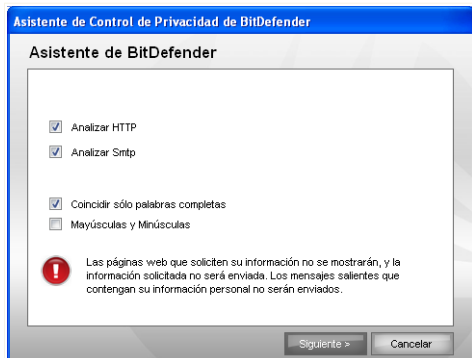 Asistente de Control de Privacidad de BitDefender
Asistente de BitDefender
Analizar HTTP
Analizar Smtp
Coincidir sólo palabras completas
Mayúsculas y Minúsculas
Las páginas web que soliciten su información no se mostrarán, y la
información solicitada no será enviada. Los mensajes salientes que
contengan su información personal no serán enviados.
Siguiente >
Cancelar